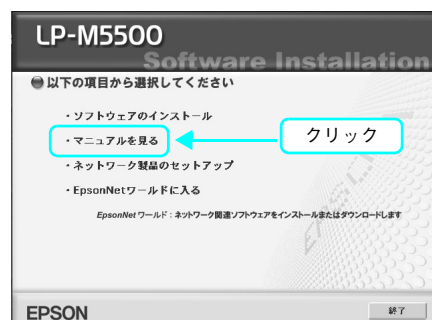 LP-M5500
Software Installation
以下の項目から選択してください
・ソフトウェアのインストール
・マニュアルを見る
クリック
・ネットワーク製品のセットアップ
・EpsonNetワールドに入る
EpsonNet ワールド：ネットワーク関連ソフトウェアをインストールまたはダウンロードします
EPSON
終了